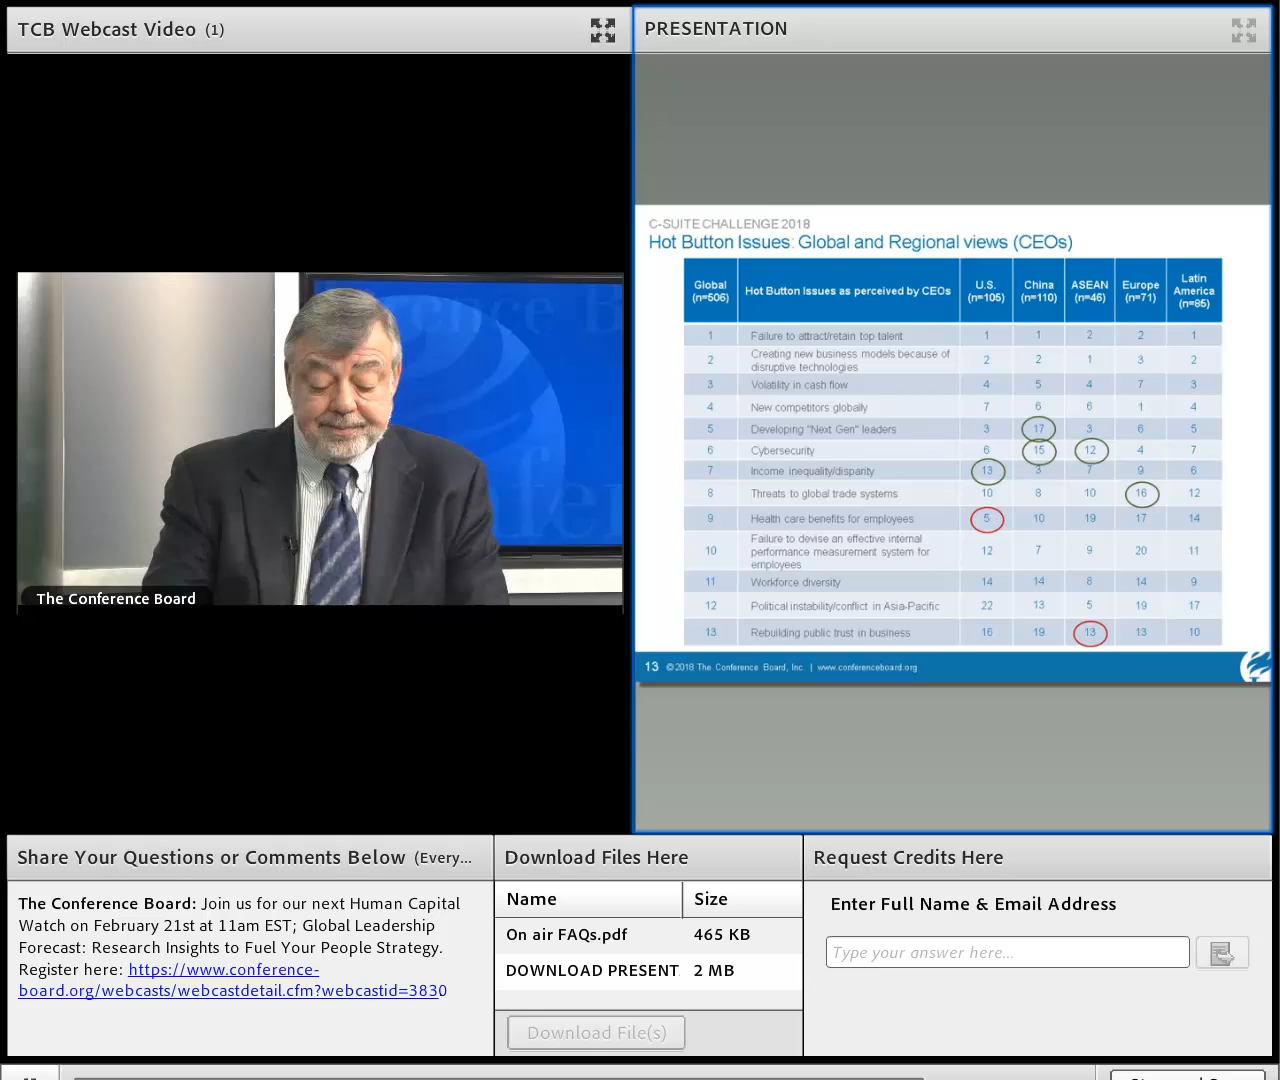 TCB Webcast Video (1)
PRESENTATION
The Conference Board
C-SUITE CHALLENGE 2018
Hot Button Issues: Global and Regional views (CEOs)
Global (n=506) Hot Button Issues as perceived by CEOs U.S. (n=105) China (n=110) ASEAN (n=46) Europe (n=71) Latin America (n=85)
1 Failure to attract/retain top talent 1 1 2 2 1
2 Creating new business models because of disruptive technologies 2 2 1 3 2
3 Volatility in cash flow 4 5 4 7 3
4 New competitors globally 7 6 6 1 4
5 Developing "Next Gen" leaders 3 17 3 6 5
6 Cybersecurity 6 15 12 4 7
7 Income inequality/disparity 13 3 7 9 6
8 Threats to global trade systems 10 8 10 16 12
9 Health care benefits for employees 5 10 19 17 14
10 Failure to devise an effective internal performance measurement system for employees 12 7 9 20 11
11 Workforce diversity 14 14 8 14 9
12 Political instability/conflict in Asia-Pacific 22 13 5 19 17
13 Rebuilding public trust in business 16 19 13 13 10
13 ©2018 The Conference Board, Inc. | www.conferenceboard.org
Share Your Questions or Comments Below (Every...
The Conference Board: Join us for our next Human Capital
Watch on February 21st at 11am EST; Global Leadership
Forecast: Research Insights to Fuel Your People Strategy.
Register here: https://www.conference-
board.org/webcasts/webcastdetail.cfm?webcastid=3830
Download Files Here
Name Size
On air FAQs.pdf 465 KB
DOWNLOAD PRESENT 2 MB
Download File(s)
Request Credits Here
Enter Full Name & Email Address
Type your answer here...